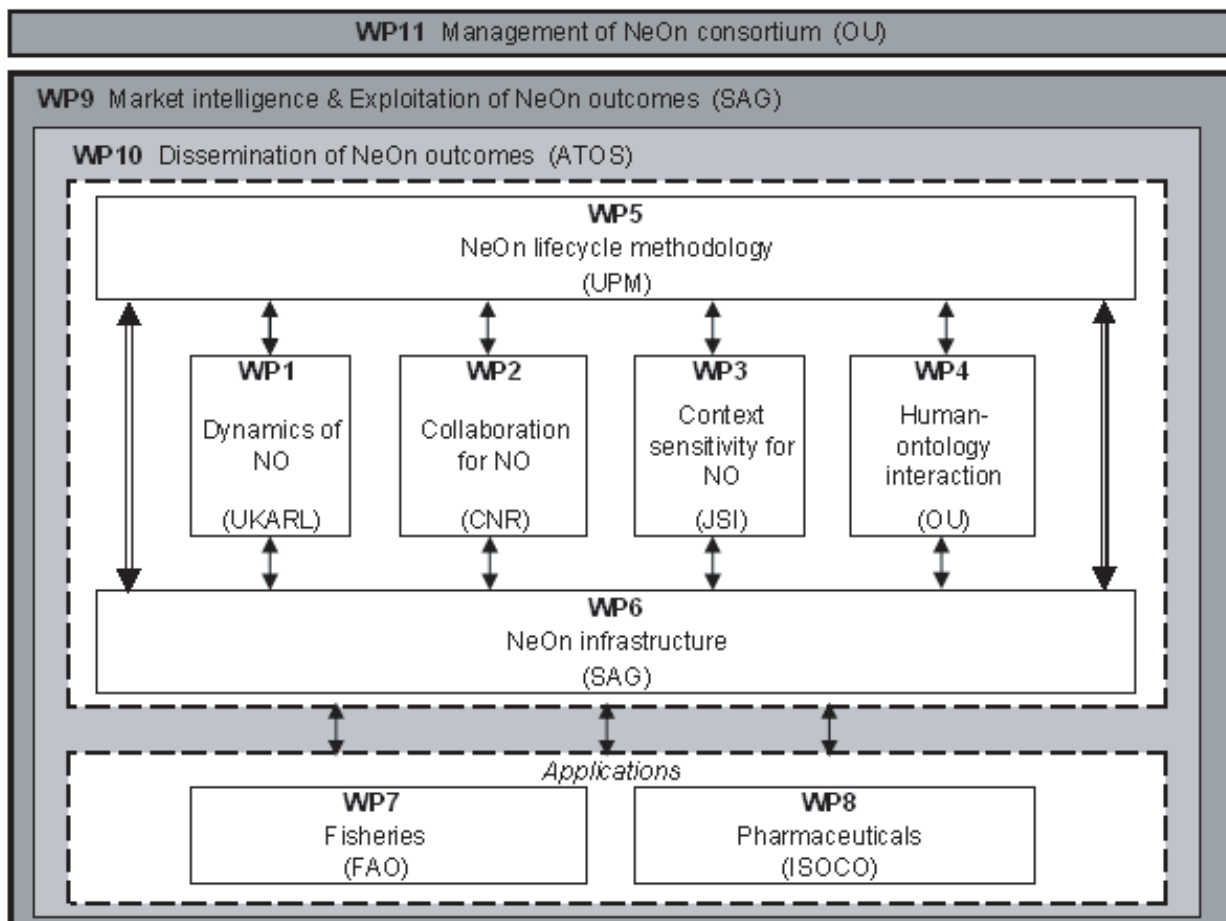 WP11 Management of NeOn consortium (OU)
WP9 Market intelligence & Exploitation of NeOn outcomes (SAG)
WP10 Dissemination of NeOn outcomes (ATOS)
WP5
NeOn lifecycle methodology
(UPM)
WP1
Dynamics of
NO
(UKARL)
WP2
Collaboration
for NO
(CNR)
WP3
Context
sensitivity for
NO
(JSI)
WP4
Human-
ontology
interaction
(OU)
WP6
NeOn infrastructure
(SAG)
Applications
WP7
Fisheries
(FAO)
WP8
Pharmaceuticals
(ISOCO)